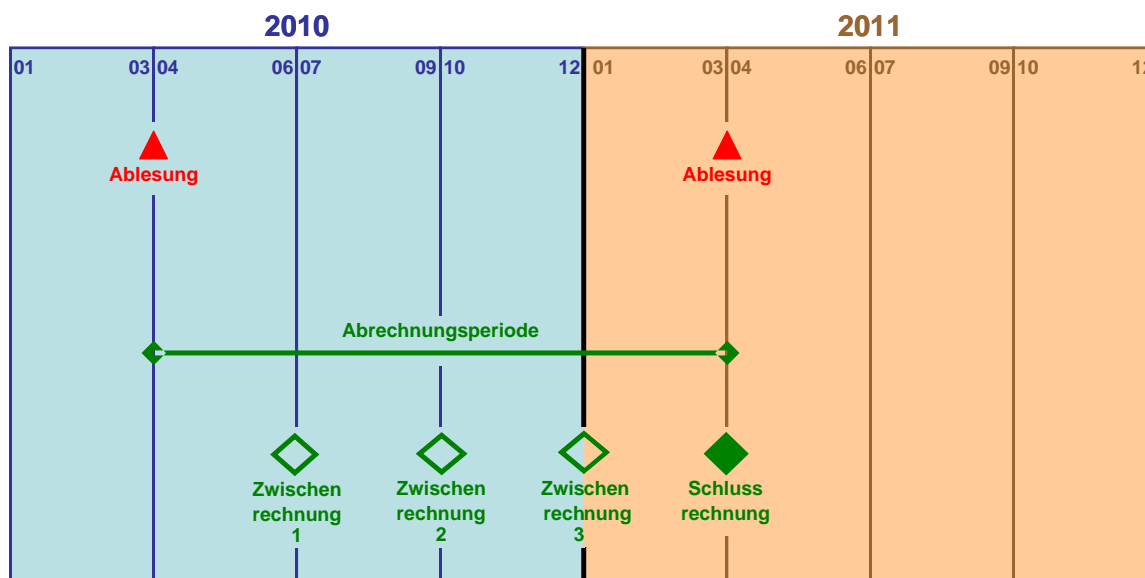 2010 2011
01 03 04 06 07 09 10 12 01 03 04 06 07 09 10 12
Ablesung Ablesung
Abrechnungsperiode
Zwischen Zwischen Zwischen Schluss
rechnung rechnung rechnung rechnung
1 2 3